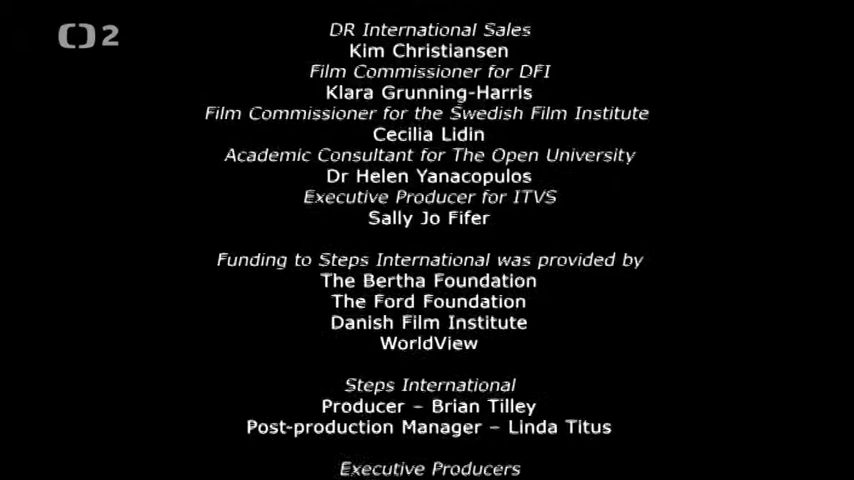 2
DR International Sales
Kim Christiansen
Film Commissioner for DFI
Klara Grunning-Harris
Film Commissioner for the Swedish Film Institute
Cecilia Lidin
Academic Consultant for The Open University
Dr Helen Yanacopulos
Executive Producer for ITVS
Sally Jo Fifer
Funding to Steps International was provided by
The Bertha Foundation
The Ford Foundation
Danish Film Institute
WorldView
Steps International
Producer – Brian Tilley
Post-production Manager – Linda Titus
Executive Producers